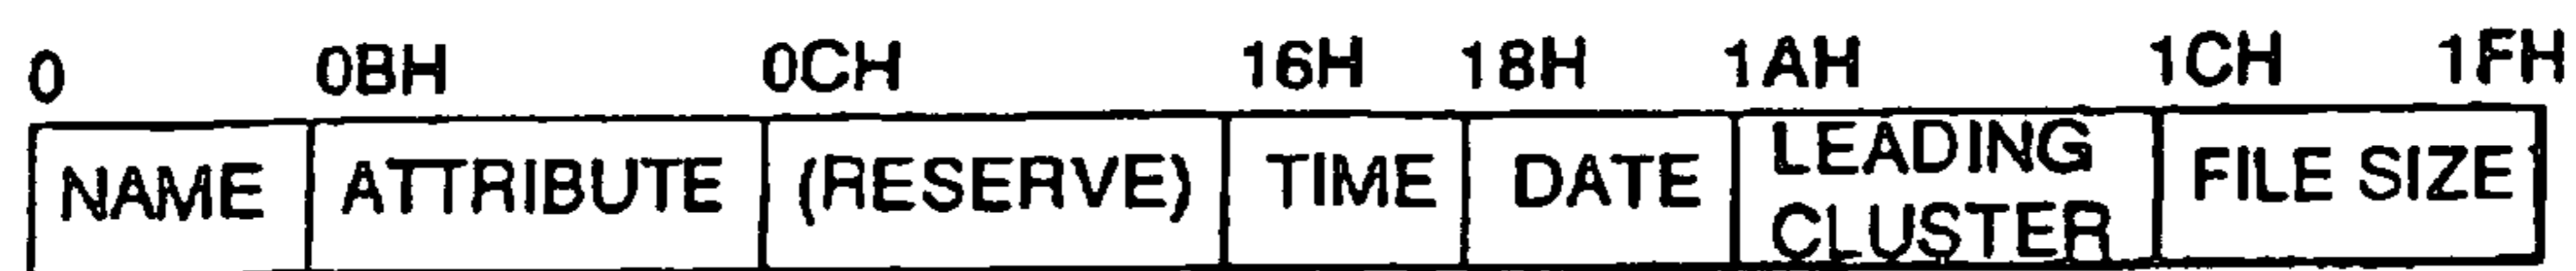 0 0BH 0CH 16H 18H 1AH 1CH 1FH
NAME ATTRIBUTE (RESERVE) TIME DATE LEADING CLUSTER FILE SIZE